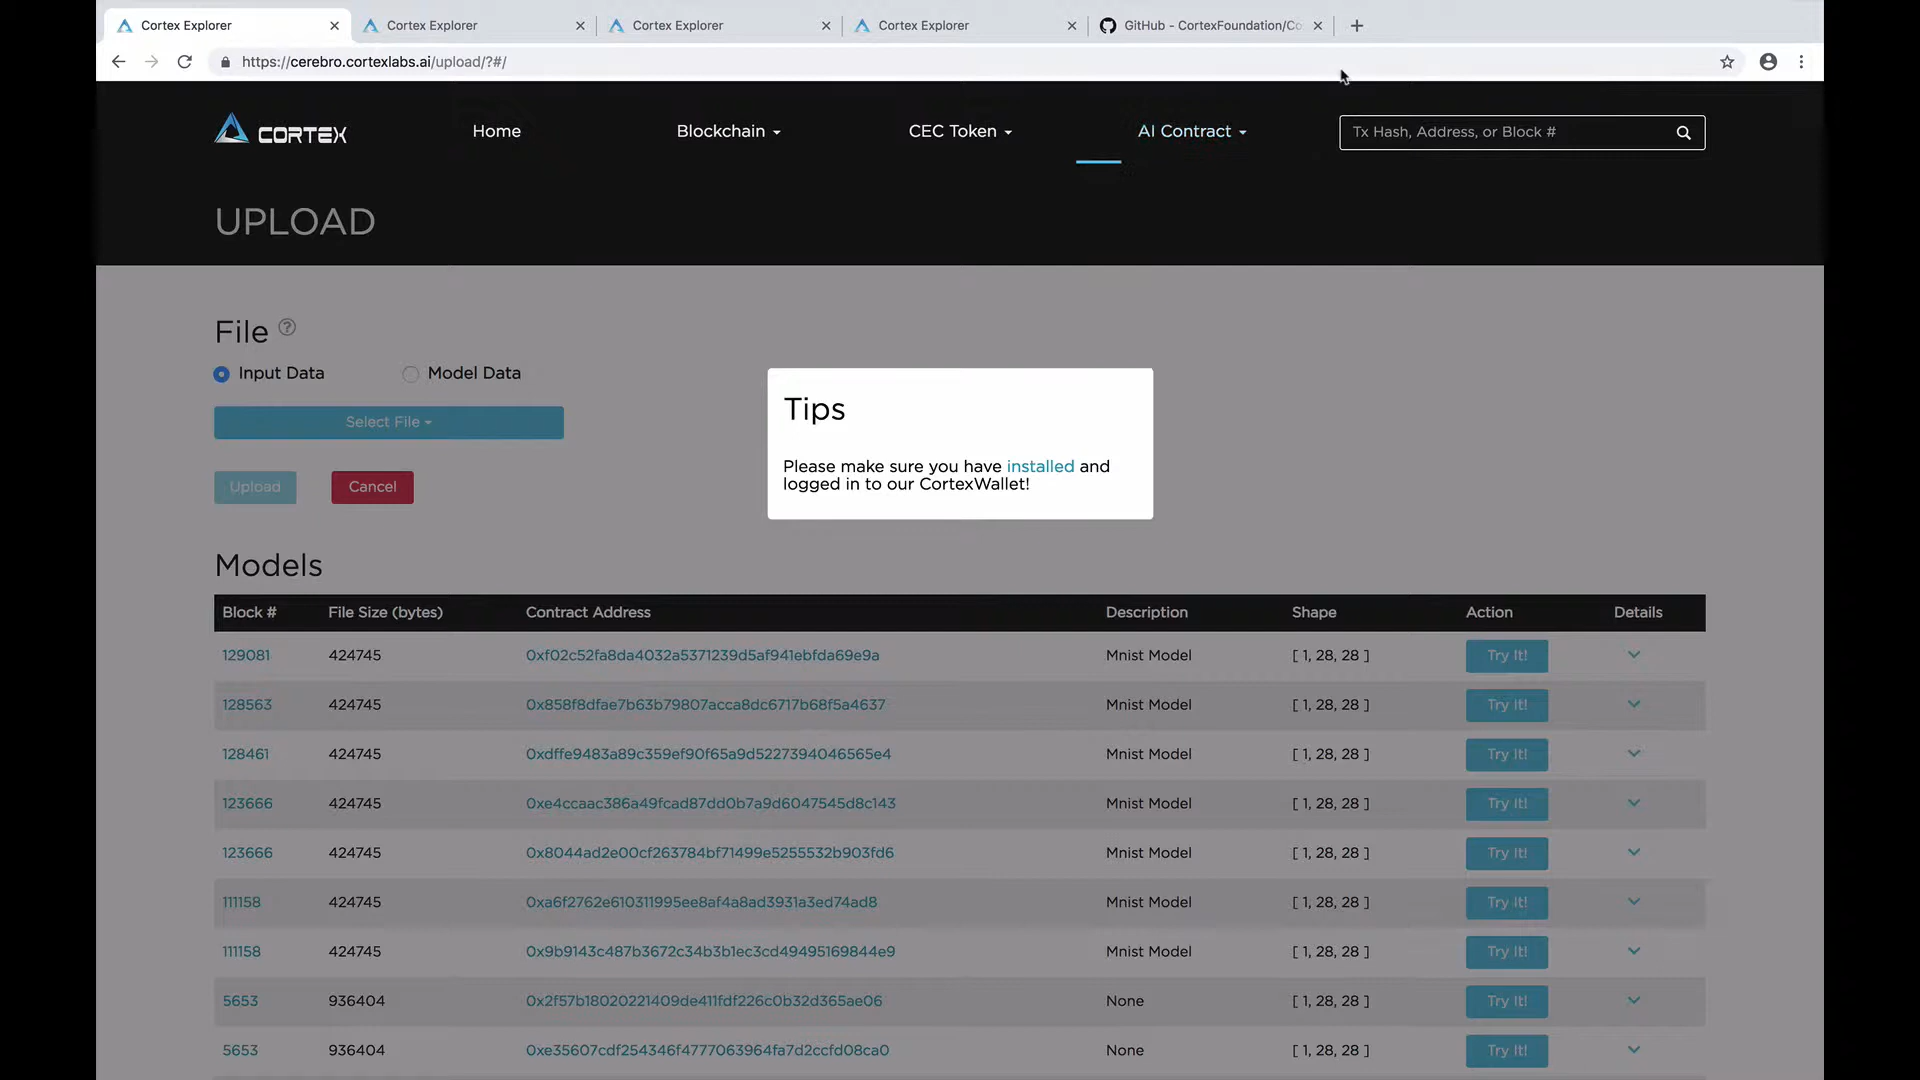 Cortex Explorer
Cortex Explorer
Cortex Explorer
Cortex Explorer
GitHub - CortexFoundation/Co
https://cerebro.cortexlabs.ai/upload/?#/
CORTEX
Home
Blockchain
CEC Token
AI Contract
Tx Hash, Address, or Block #
UPLOAD
File ?
Input Data
Model Data
Select File
Upload
Cancel
Tips
Please make sure you have installed and
logged in to our CortexWallet!
Models
Block # File Size (bytes) Contract Address Description Shape Action Details
129081 424745 0xf02c52fa8da4032a5371239d5af941ebfda69e9a Mnist Model [ 1, 28, 28 ] Try It!
128563 424745 0x858f8dfae7b63b79807acca8dc6717b68f5a4637 Mnist Model [ 1, 28, 28 ] Try It!
128461 424745 0xdffe9483a89c359ef90f65a9d5227394046565e4 Mnist Model [ 1, 28, 28 ] Try It!
123666 424745 0xe4ccaac386a49fcad87dd0b7a9d6047545d8c143 Mnist Model [ 1, 28, 28 ] Try It!
123666 424745 0x8044ad2e00cf263784bf71499e5255532b903fd6 Mnist Model [ 1, 28, 28 ] Try It!
111158 424745 0xa6f2762e610311995ee8af4a8ad3931a3ed74ad8 Mnist Model [ 1, 28, 28 ] Try It!
111158 424745 0x9b9143c487b3672c34b3b1ec3cd49495169844e9 Mnist Model [ 1, 28, 28 ] Try It!
5653 936404 0x2f57b18020221409de411fdf226c0b32d365ae06 None [ 1, 28, 28 ] Try It!
5653 936404 0xe35607cdf254346f4777063964fa7d2ccfd08ca0 None [ 1, 28, 28 ] Try It!